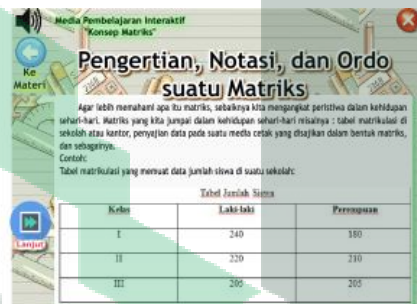 Media Pembelajaran Interaktif
"Konsep Matriks"
Ke
Materi
Pengertian, Notasi, dan Ordo
suatu Matriks
Agar lebih memahami apa itu matriks, sebaiknya kita mengangkat peristiwa dalam kehidupan
sehari-hari. Matriks yang kita jumpai dalam kehidupan sehari-hari misalnya : tabel matrikulasi di
sekolah atau kantor, penyajian data pada suatu media cetak yang disajikan dalam bentuk matriks,
dan sebagainya.
Contoh:
Tabel matrikulasi yang memuat data jumlah siswa di suatu sekolah:
Tabel Jumlah Siswa
Kelas Laki-laki Perempuan
I 240 180
II 220 210
III 205 205
Lanjut